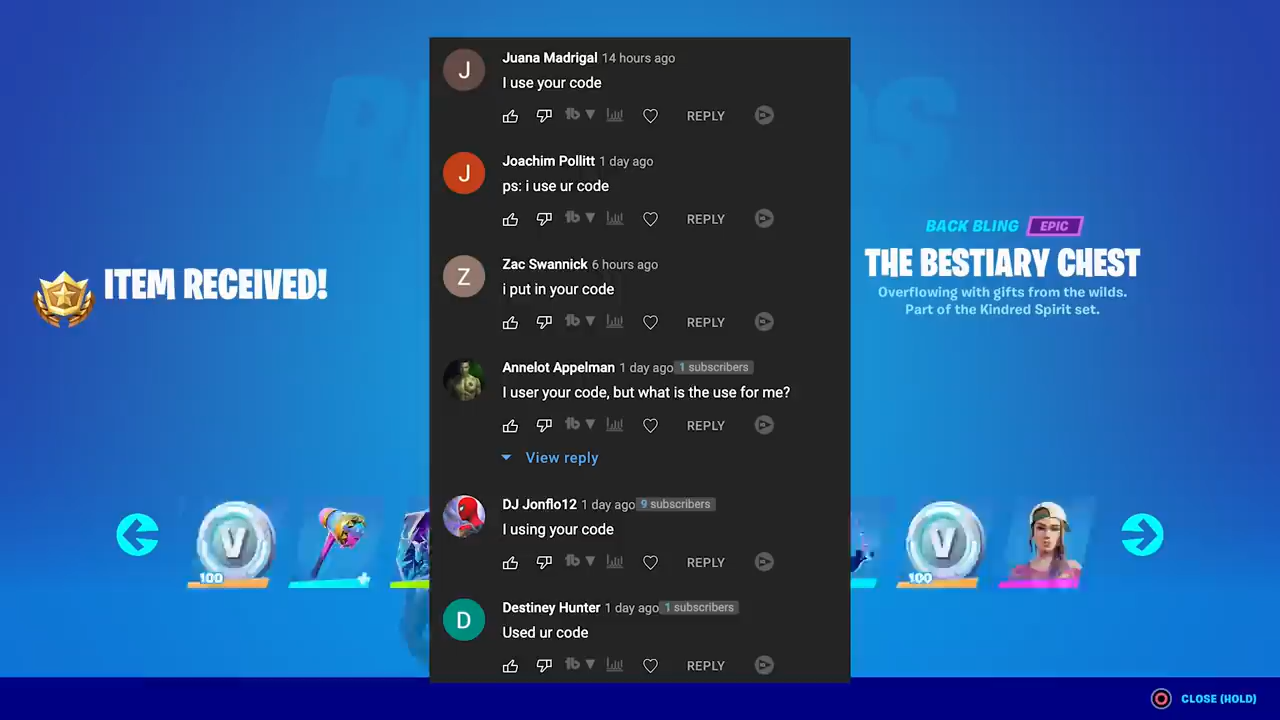 Juana Madrigal 14 hours ago
I use your code
REPLY
Joachim Pollitt 1 day ago
ps: i use ur code
REPLY
Zac Swannick 6 hours ago
i put in your code
REPLY
Annelot Appelman 1 day ago 1 subscribers
I user your code, but what is the use for me?
REPLY
View reply
DJ Jonflo12 1 day ago 9 subscribers
I using your code
REPLY
Destiney Hunter 1 day ago 1 subscribers
Used ur code
REPLY
ITEM RECEIVED!
BACK BLING EPIC
THE BESTIARY CHEST
Overflowing with gifts from the wilds.
Part of the Kindred Spirit set.
100
100
CLOSE (HOLD)